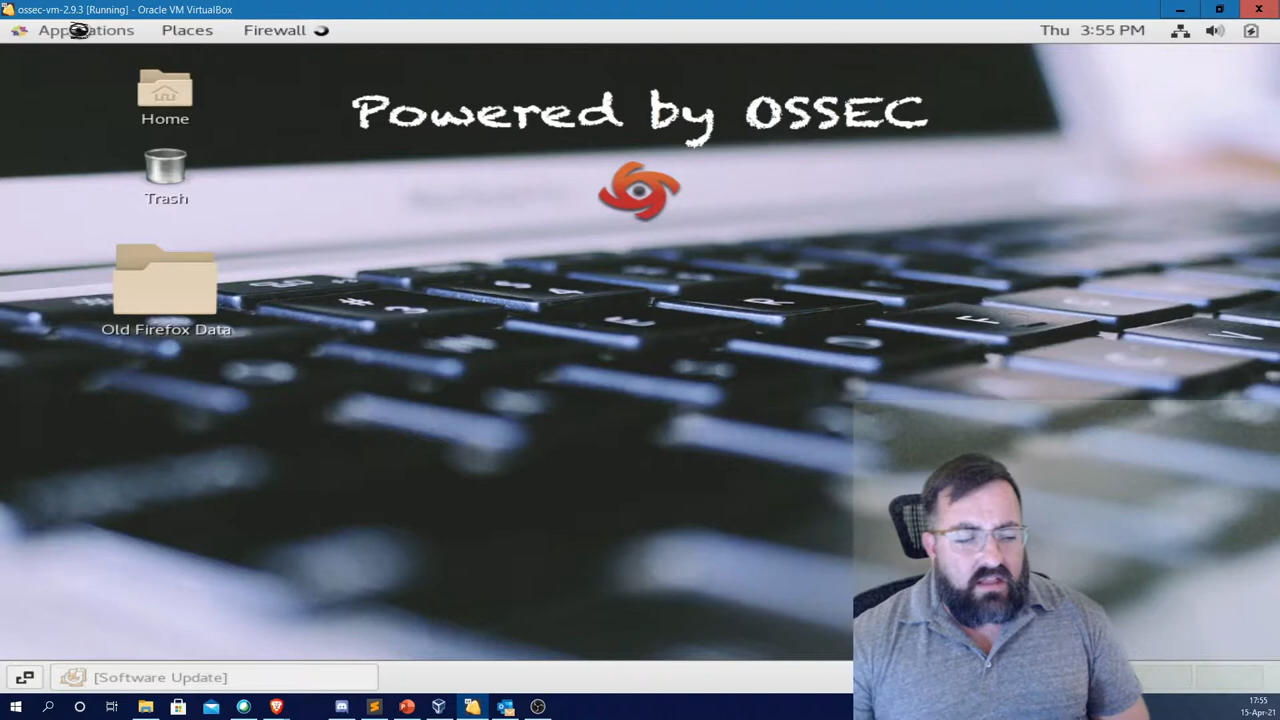 ossec-vm-2.9.3 [Running] - Oracle VM VirtualBox
Applications Places Firewall Thu 3:55 PM
Powered by OSSEC
Home
Trash
Old Firefox Data
[Software Update]
17:55
15-Apr-21